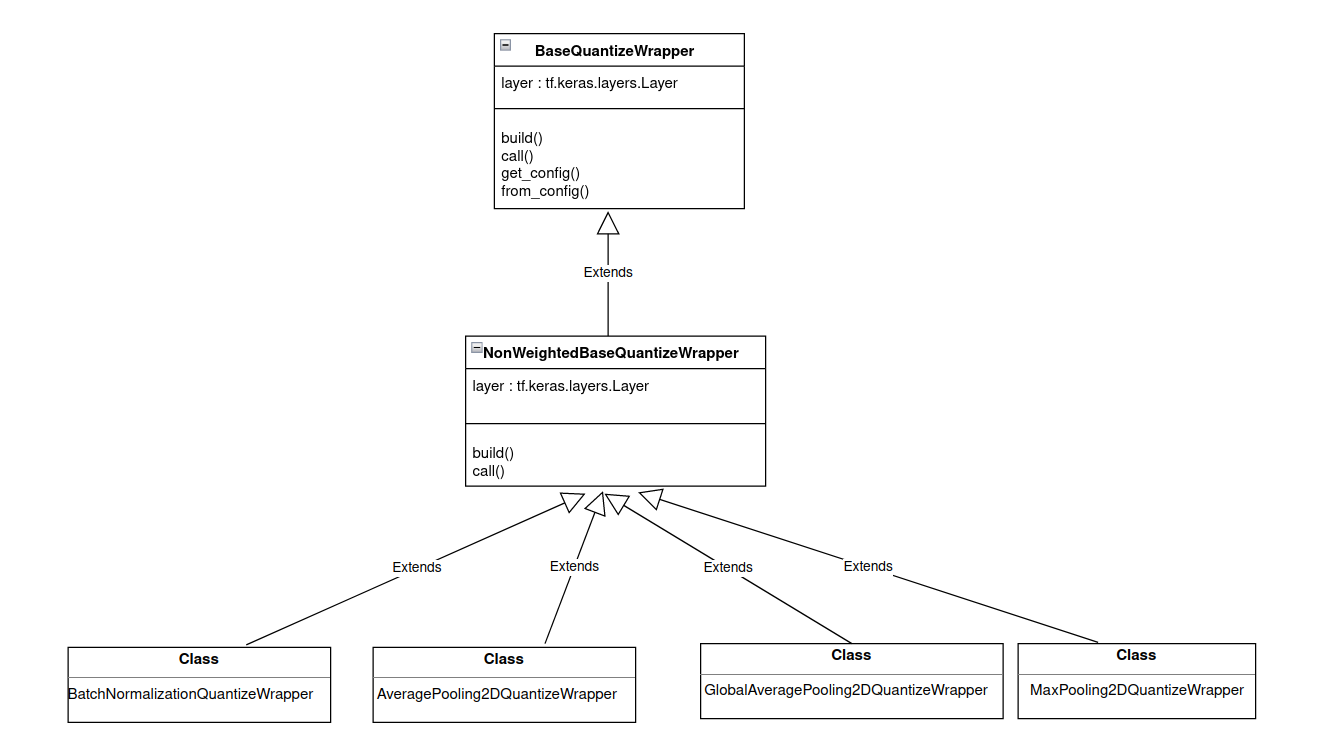 BaseQuantizeWrapper
layer : tf.keras.layers.Layer
build()
call()
get_config()
from_config()
Extends
NonWeightedBaseQuantizeWrapper
layer : tf.keras.layers.Layer
build()
call()
Extends
Extends
Extends
Extends
Class
BatchNormalizationQuantizeWrapper
Class
AveragePooling2DQuantizeWrapper
Class
GlobalAveragePooling2DQuantizeWrapper
Class
MaxPooling2DQuantizeWrapper